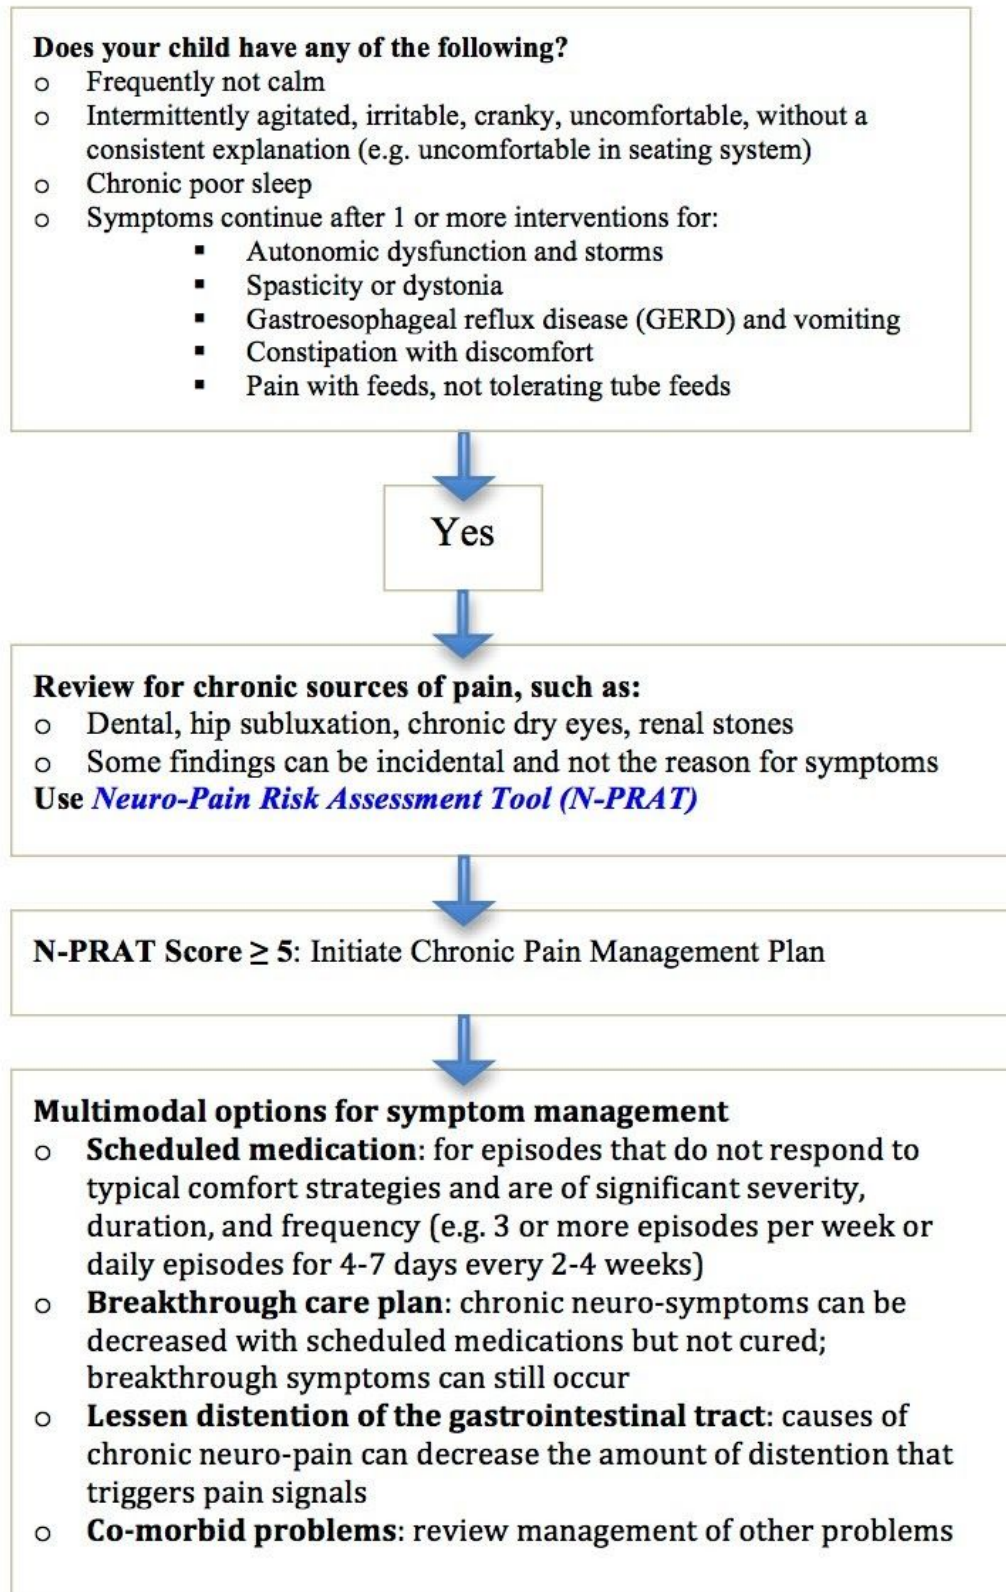 Does your child have any of the following?
o Frequently not calm
o Intermittently agitated, irritable, cranky, uncomfortable, without a
consistent explanation (e.g. uncomfortable in seating system)
o Chronic poor sleep
o Symptoms continue after 1 or more interventions for:
▪ Autonomic dysfunction and storms
▪ Spasticity or dystonia
▪ Gastroesophageal reflux disease (GERD) and vomiting
▪ Constipation with discomfort
▪ Pain with feeds, not tolerating tube feeds
Yes
Review for chronic sources of pain, such as:
o Dental, hip subluxation, chronic dry eyes, renal stones
o Some findings can be incidental and not the reason for symptoms
Use Neuro-Pain Risk Assessment Tool (N-PRAT)
N-PRAT Score ≥ 5: Initiate Chronic Pain Management Plan
Multimodal options for symptom management
o Scheduled medication: for episodes that do not respond to
typical comfort strategies and are of significant severity,
duration, and frequency (e.g. 3 or more episodes per week or
daily episodes for 4-7 days every 2-4 weeks)
o Breakthrough care plan: chronic neuro-symptoms can be
decreased with scheduled medications but not cured;
breakthrough symptoms can still occur
o Lessen distention of the gastrointestinal tract: causes of
chronic neuro-pain can decrease the amount of distention that
triggers pain signals
o Co-morbid problems: review management of other problems